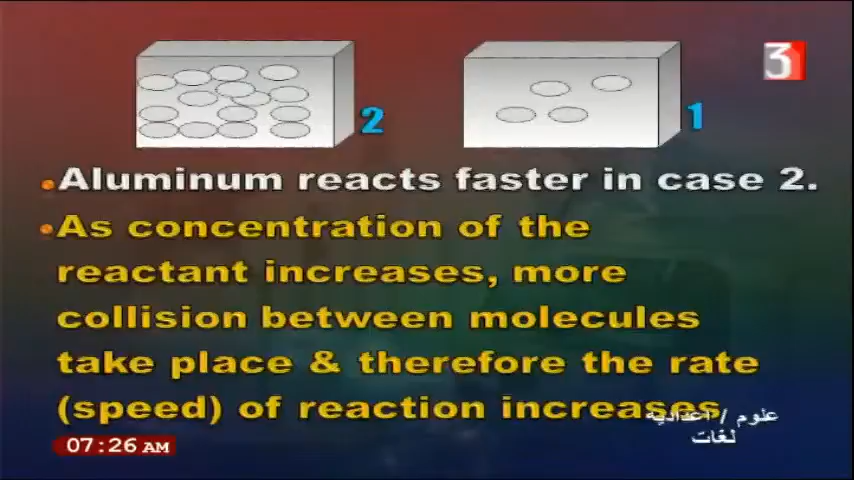 3
2
1
Aluminum reacts faster in case 2.
As concentration of the
reactant increases, more
collision between molecules
take place & therefore the rate
(speed) of reaction increases.
علوم / اعدادية
لغات
07:26 AM